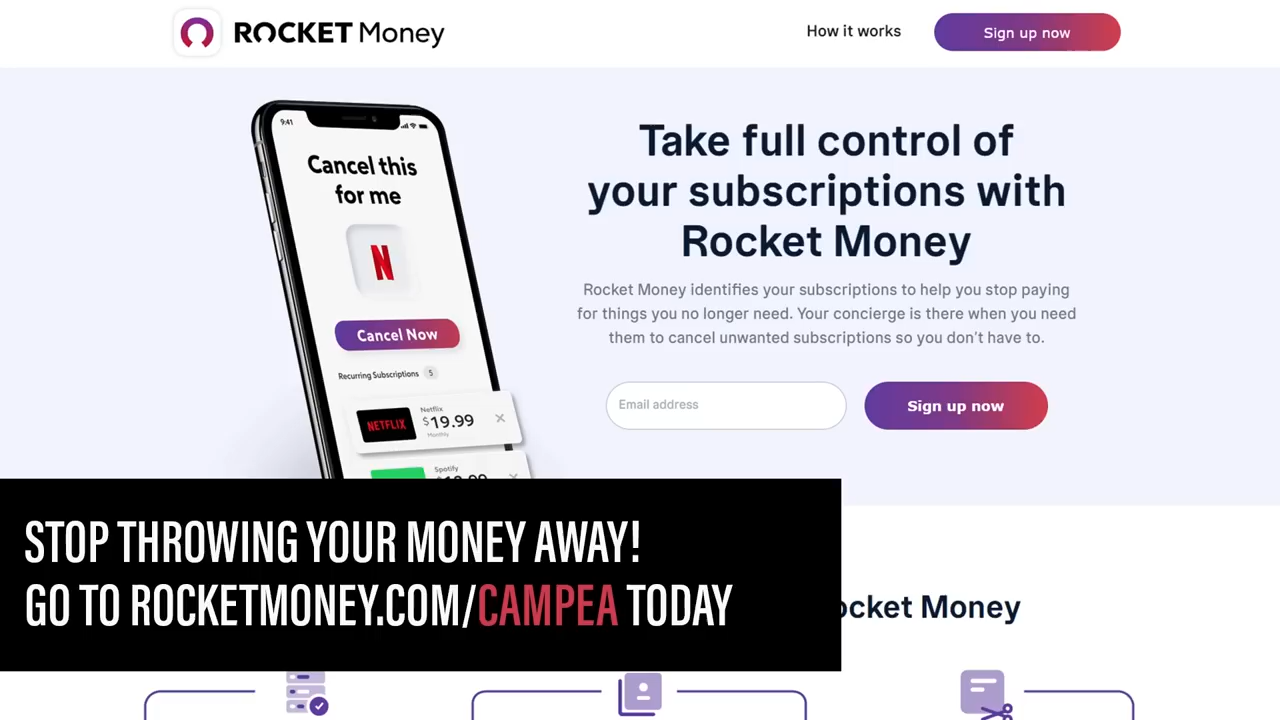 ROCKET Money
How it works
Sign up now
9:41
Cancel this
for me
N
Cancel Now
Recurring Subscriptions 5
NETFLIX
Netflix
$19.99
Monthly
Spotify
Take full control of
your subscriptions with
Rocket Money
Rocket Money identifies your subscriptions to help you stop paying
for things you no longer need. Your concierge is there when you need
them to cancel unwanted subscriptions so you don't have to.
Email address
Sign up now
STOP THROWING YOUR MONEY AWAY!
GO TO ROCKETMONEY.COM/CAMPEA TODAY
Money